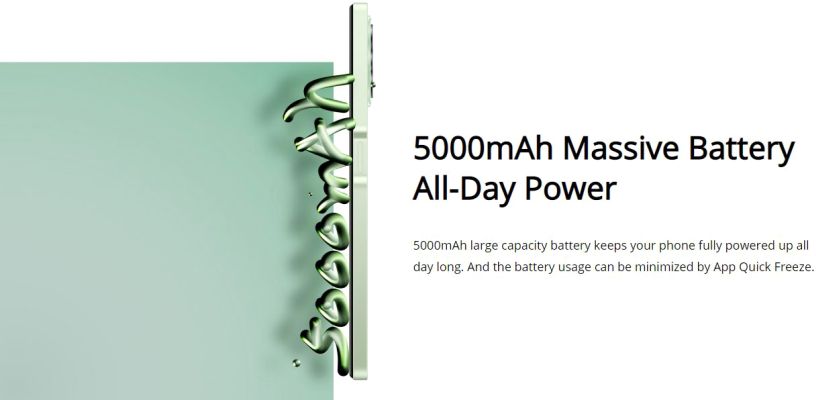 5000mAh
5000mAh Massive Battery
All-Day Power
5000mAh large capacity battery keeps your phone fully powered up all
day long. And the battery usage can be minimized by App Quick Freeze.